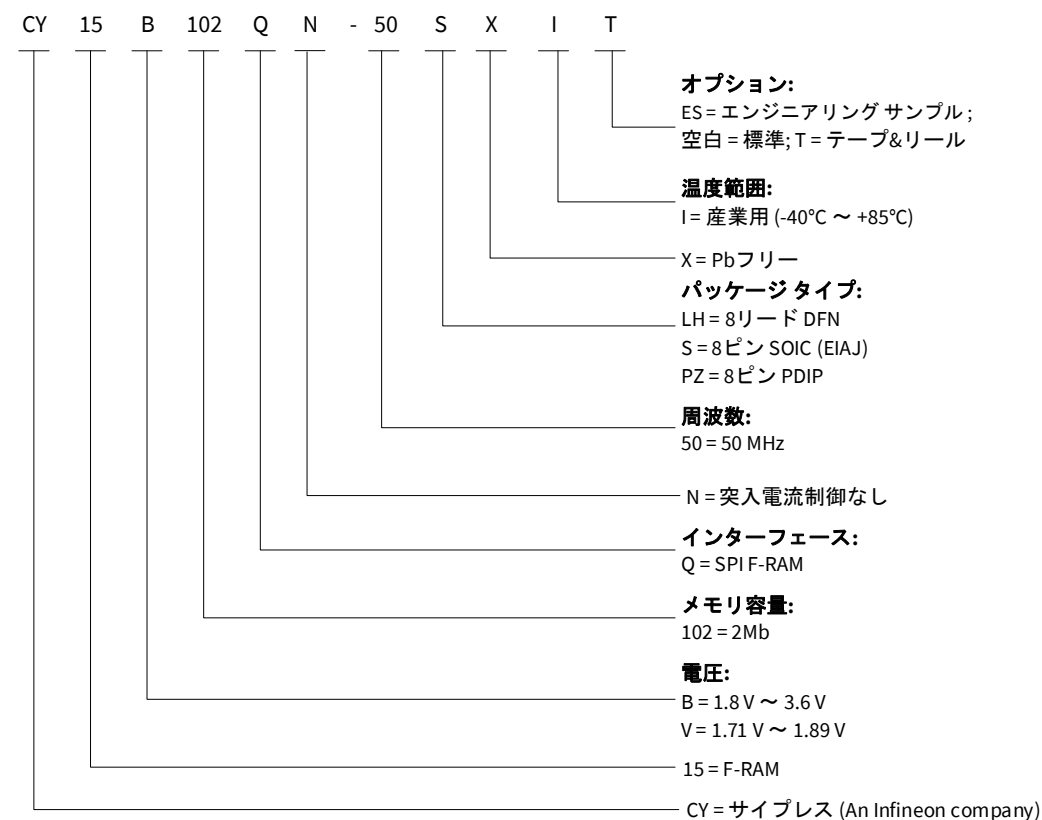 CY 15 B 102 Q N - 50 S X I T
オプション:
ES = エンジニアリング サンプル ;
空白 = 標準; T = テープ&リール
温度範囲:
I = 産業用 (-40°C ～ +85°C)
X = Pbフリー
パッケージ タイプ:
LH = 8リード DFN
S = 8ピン SOIC (EIAJ)
PZ = 8ピン PDIP
周波数:
50 = 50 MHz
N = 突入電流制御なし
インターフェース:
Q = SPI F-RAM
メモリ容量:
102 = 2Mb
電圧:
B = 1.8 V ～ 3.6 V
V = 1.71 V ～ 1.89 V
15 = F-RAM
CY = サイプレス (An Infineon company)